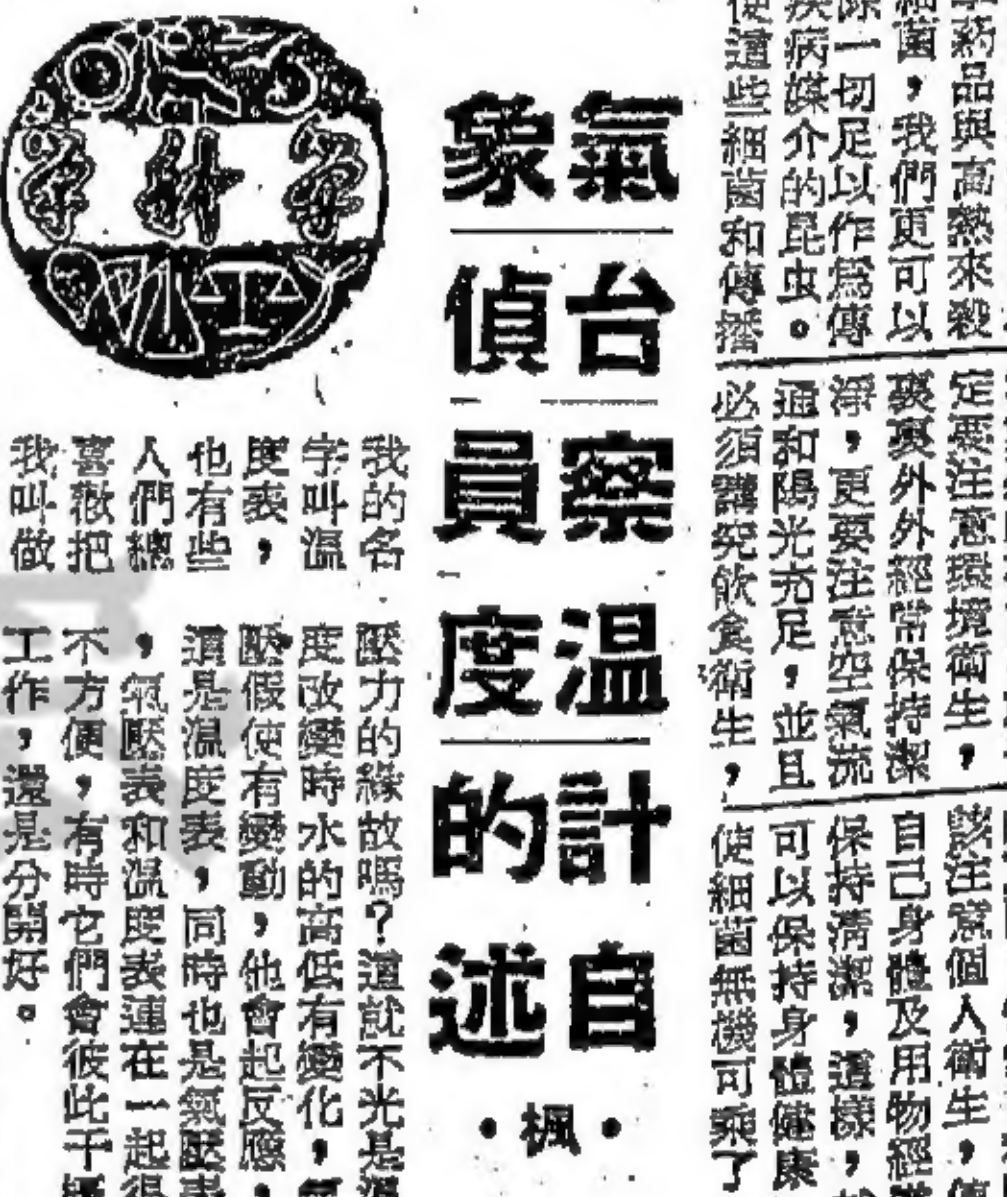 葯品與高熱來殺
細菌,我們更可以
除一切足以作爲傳
疾病媒介的昆虫。
使這些細菌和傳播
定要注意環境衛生,
裏裏外外經常保持潔
淨,更要注意空氣流
通和陽光充足,並且
必須講究飲食衛生,
該注意個人衛生,
自己身體及用物經
保持清潔,這樣,
可以保持身體健康
使細菌無機可乘了
氣象
台偵
察員
溫度
計的
自述
·楓·
學科學
我的名
字叫溫
度表,
他有些
人們總
喜歡把
我叫做
壓力的緣故嗎?這就不光是溫
度改變時水的高低有變化,氣
壓假使有變動,他會起反應,
這是溫度表,同時也是氣壓表
,氣壓表和溫度表連在一起很
不方便,有時它們會彼此干擾
工作,還是分開好。